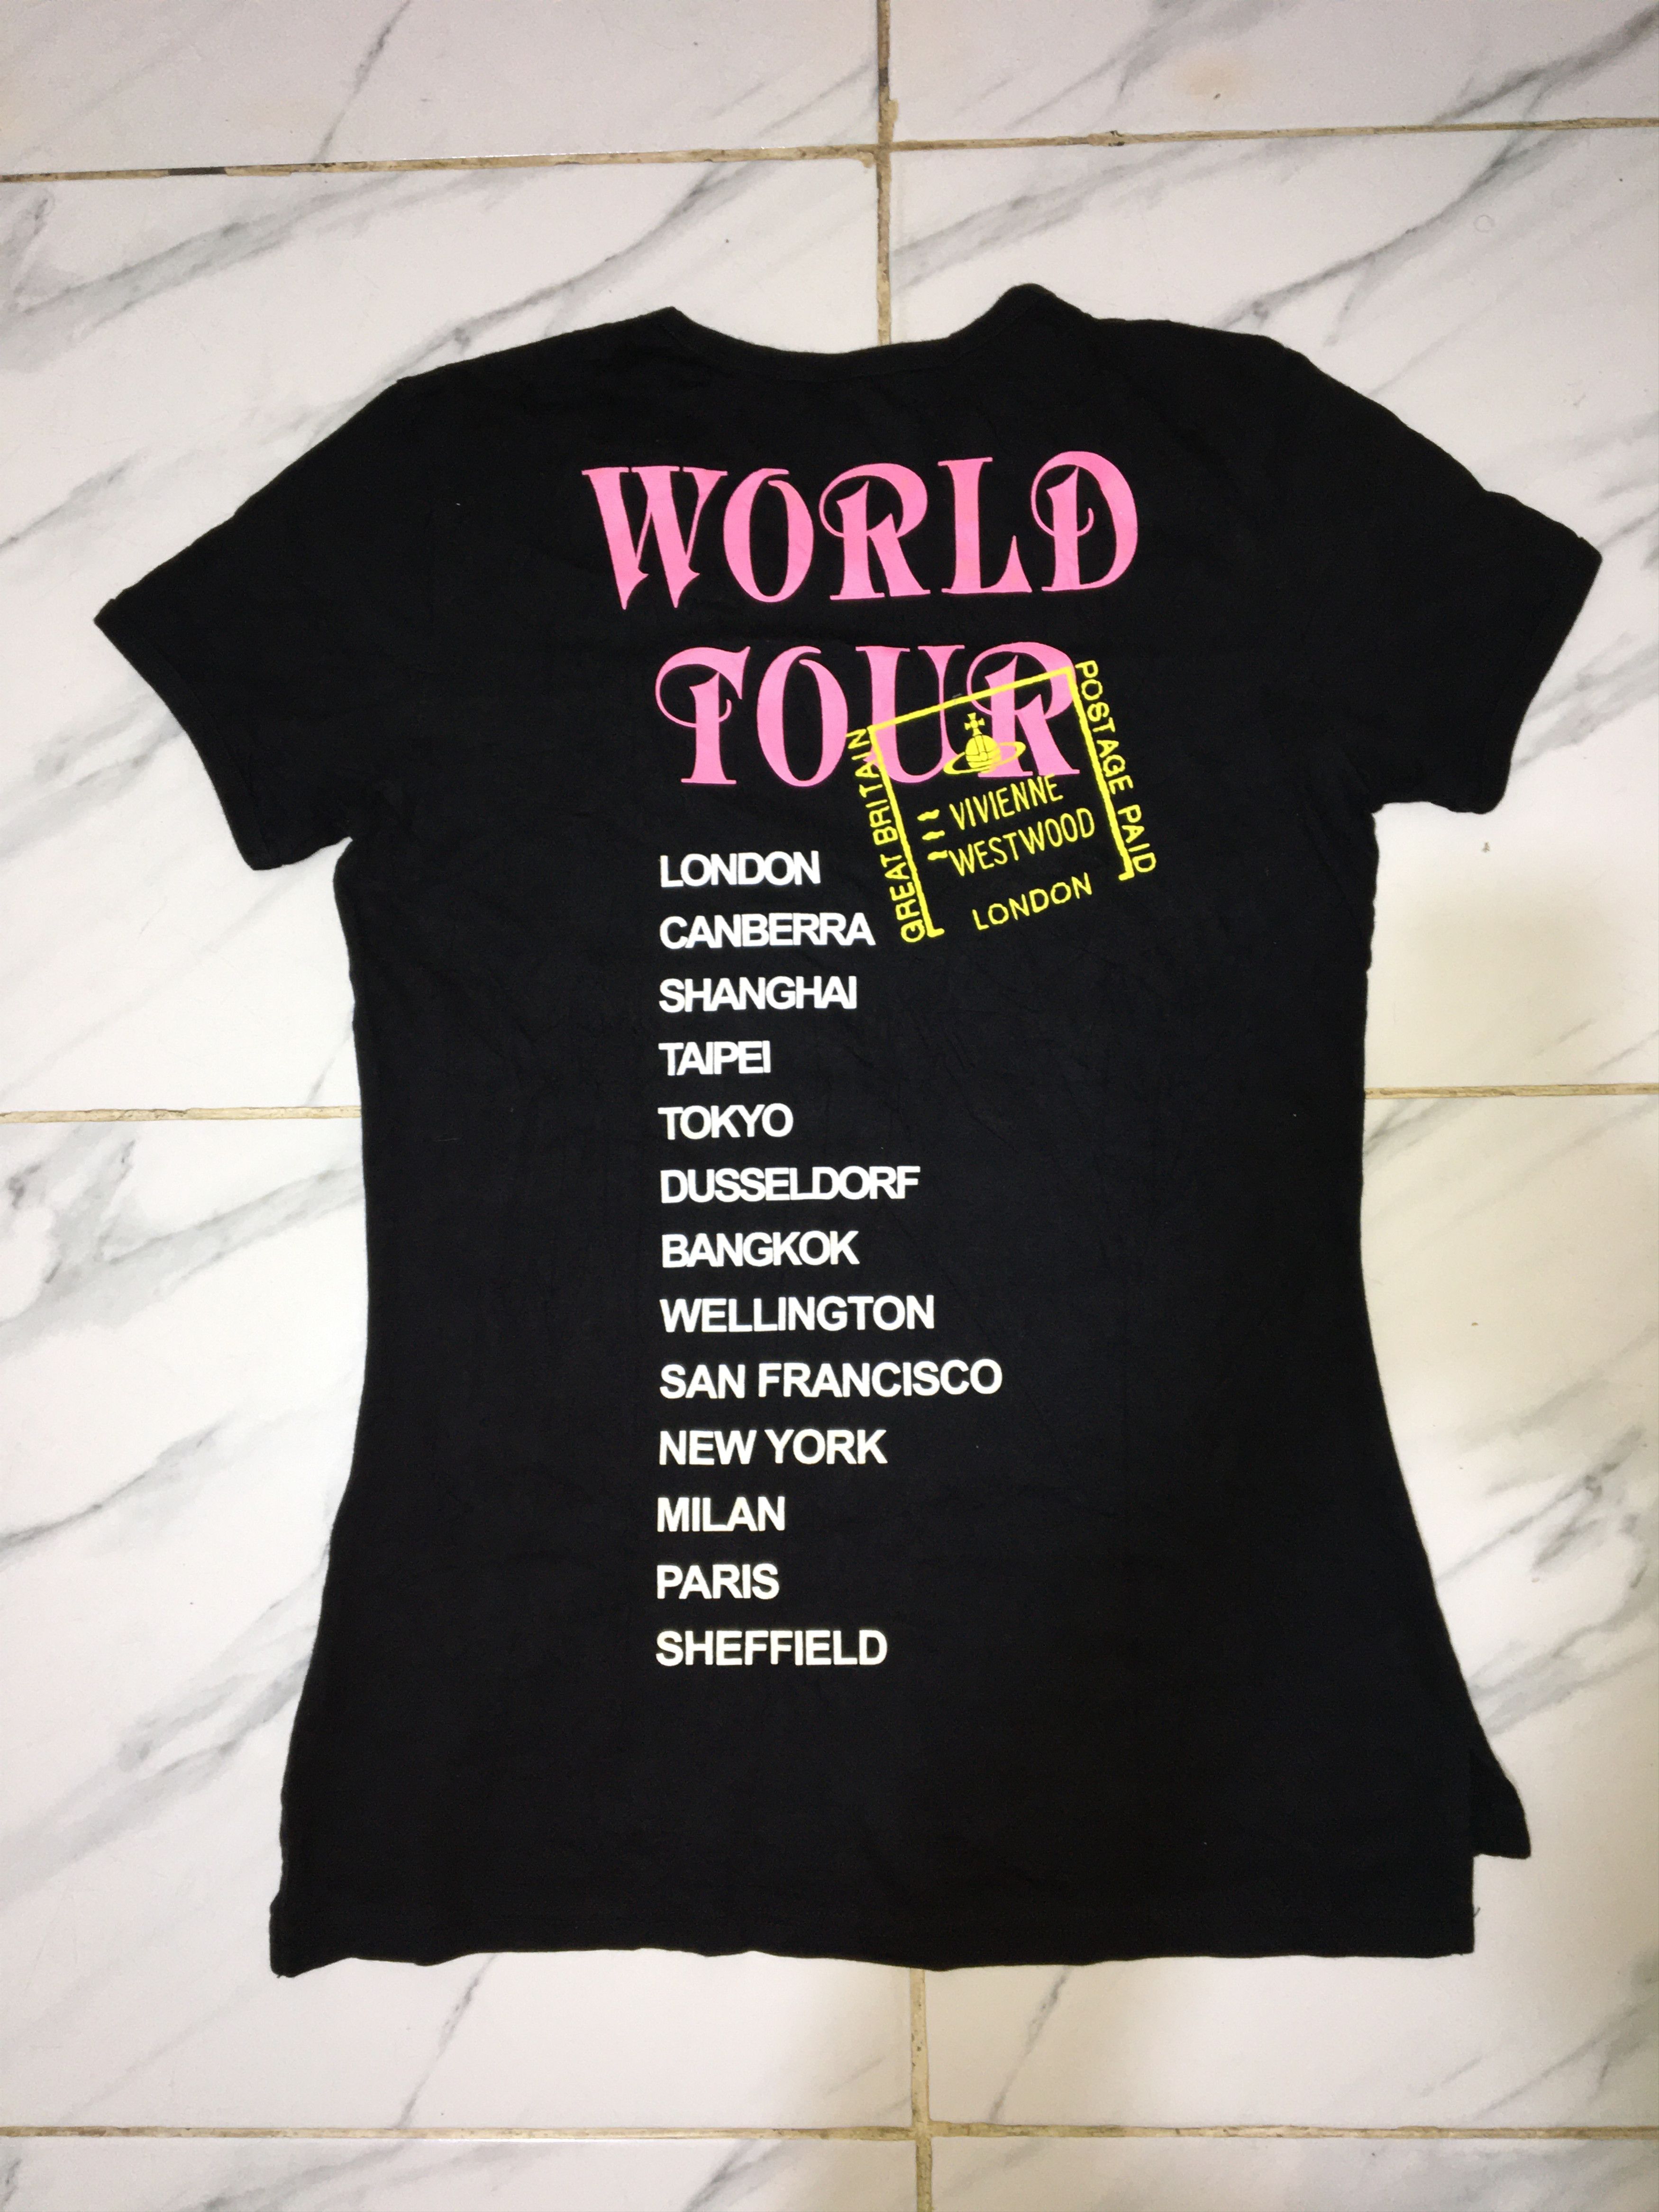 WORLD
TOUR
GREAT BRITAIN
POSTAGE PAID
VIVIENNE
WESTWOOD
LONDON
LONDON
CANBERRA
SHANGHAI
TAIPEI
TOKYO
DUSSELDORF
BANGKOK
WELLINGTON
SAN FRANCISCO
NEW YORK
MILAN
PARIS
SHEFFIELD